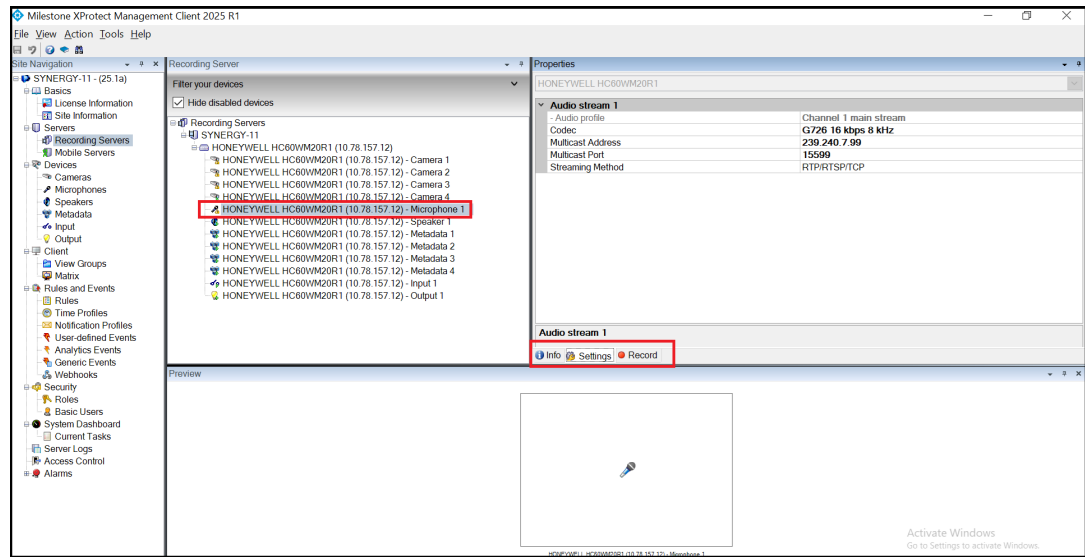 Milestone XProtect Management Client 2025 R1
File View Action Tools Help
Site Navigation
SYNERGY-11 - (25.1a)
Basics
License Information
Site Information
Servers
Recording Servers
Mobile Servers
Devices
Cameras
Microphones
Speakers
Metadata
Input
Output
Client
View Groups
Matrix
Rules and Events
Rules
Time Profiles
Notification Profiles
User-defined Events
Analytics Events
Generic Events
Webhooks
Security
Roles
Basic Users
System Dashboard
Current Tasks
Server Logs
Access Control
Alarms
Recording Server
Filter your devices
Hide disabled devices
Recording Servers
SYNERGY-11
HONEYWELL HC60WM20R1 (10.78.157.12)
HONEYWELL HC60WM20R1 (10.78.157.12) - Camera 1
HONEYWELL HC60WM20R1 (10.78.157.12) - Camera 2
HONEYWELL HC60WM20R1 (10.78.157.12) - Camera 3
HONEYWELL HC60WM20R1 (10.78.157.12) - Camera 4
HONEYWELL HC60WM20R1 (10.78.157.12) - Microphone 1
HONEYWELL HC60WM20R1 (10.78.157.12) - Speaker 1
HONEYWELL HC60WM20R1 (10.78.157.12) - Metadata 1
HONEYWELL HC60WM20R1 (10.78.157.12) - Metadata 2
HONEYWELL HC60WM20R1 (10.78.157.12) - Metadata 3
HONEYWELL HC60WM20R1 (10.78.157.12) - Metadata 4
HONEYWELL HC60WM20R1 (10.78.157.12) - Input 1
HONEYWELL HC60WM20R1 (10.78.157.12) - Output 1
Properties
HONEYWELL HC60WM20R1
Audio stream 1
- Audio profile Channel 1 main stream
Codec G726 16 kbps 8 kHz
Multicast Address 239.240.7.99
Multicast Port 15599
Streaming Method RTP/RTSP/TCP
Audio stream 1
Info Settings Record
Preview
HONEYWELL HC60WM20R1 (10.78.157.12) - Microphone 1
Activate Windows
Go to Settings to activate Windows.